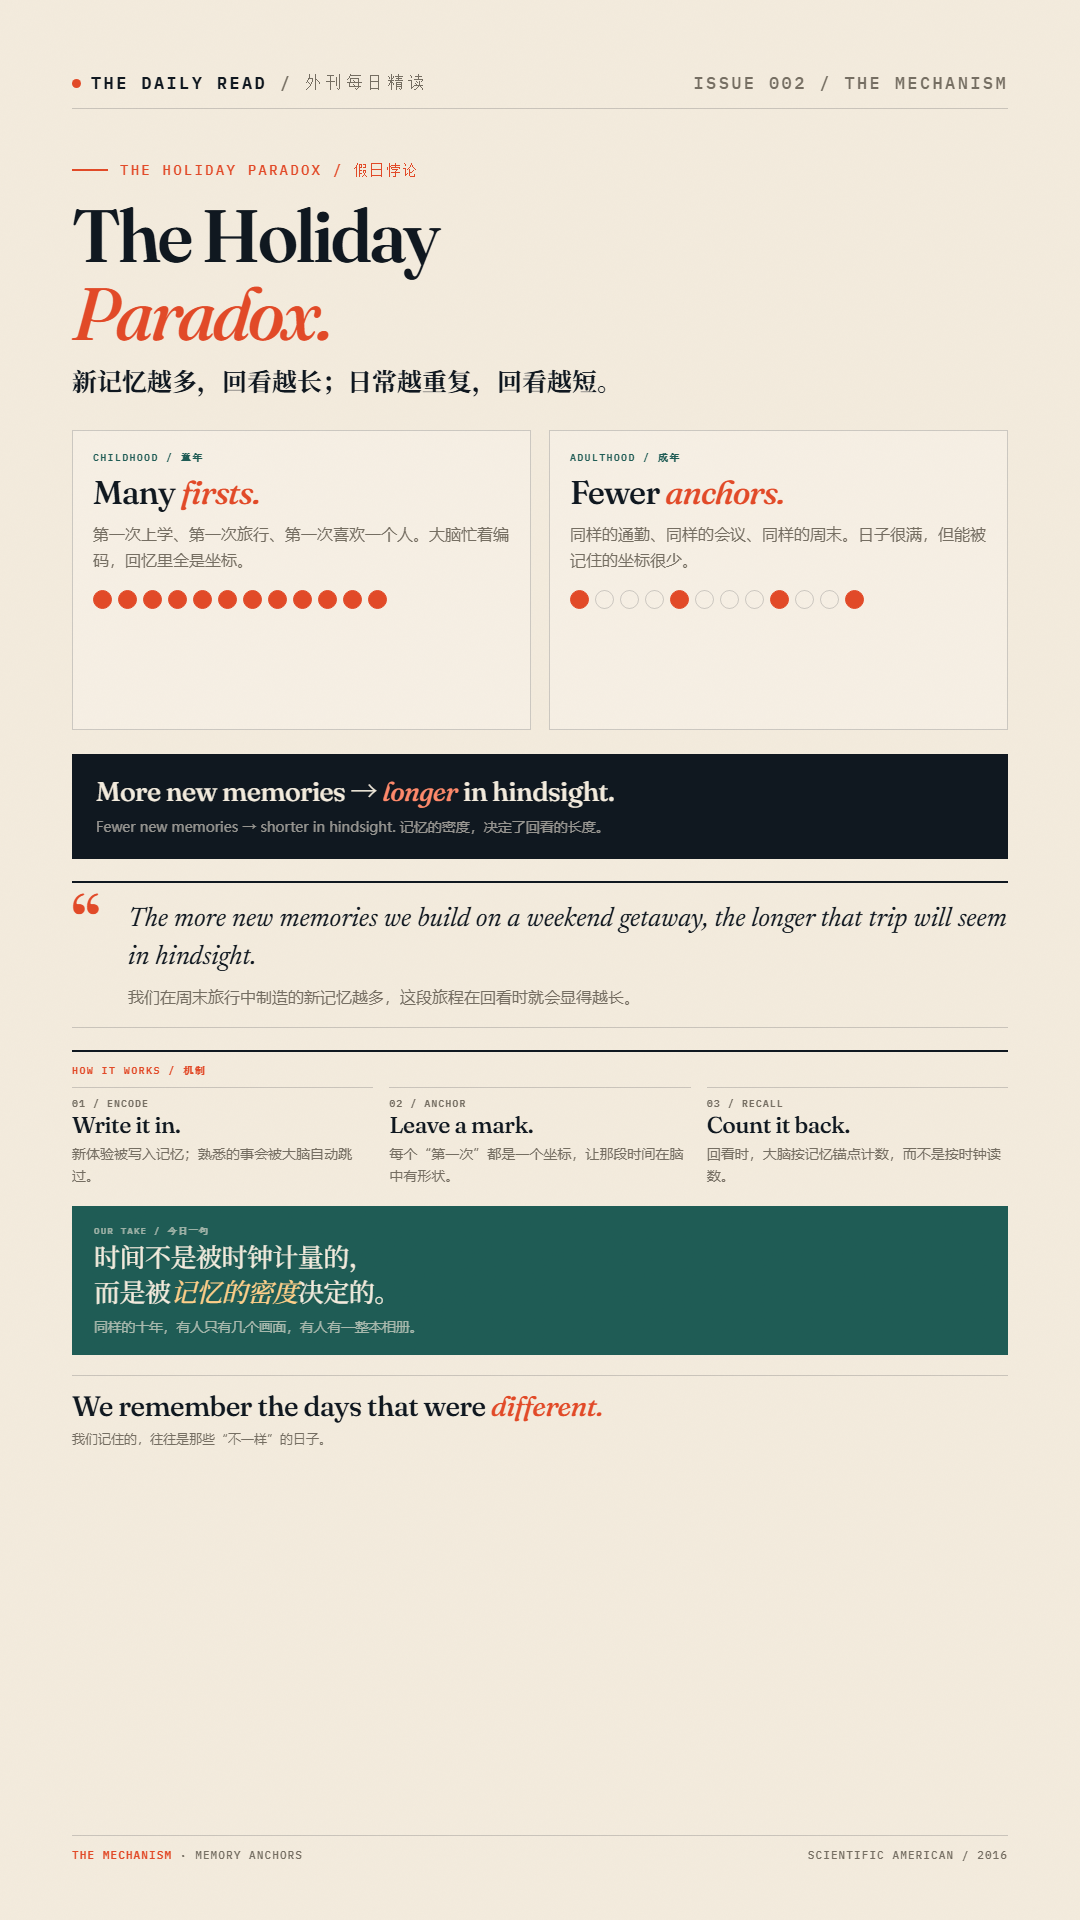 THE DAILY READ / 外刊每日精读
ISSUE 002 / THE MECHANISM
THE HOLIDAY PARADOX / 假日悖论
The Holiday
Paradox.
新记忆越多，回看越长；日常越重复，回看越短。
CHILDHOOD / 童年
Many firsts.
第一次上学、第一次旅行、第一次喜欢一个人。大脑忙着编
码，回忆里全是坐标。
ADULTHOOD / 成年
Fewer anchors.
同样的通勤、同样的会议、同样的周末。日子很满，但能被
记住的坐标很少。
More new memories → longer in hindsight.
Fewer new memories → shorter in hindsight. 记忆的密度，决定了回看的长度。
“
The more new memories we build on a weekend getaway, the longer that trip will seem
in hindsight.
我们在周末旅行中制造的新记忆越多，这段旅程在回看时就会显得越长。
HOW IT WORKS / 机制
01 / ENCODE
Write it in.
新体验被写入记忆；熟悉的事会被大脑自动跳
过。
02 / ANCHOR
Leave a mark.
每个“第一次”都是一个坐标，让那段时间在脑
中有形状。
03 / RECALL
Count it back.
回看时，大脑按记忆锚点计数，而不是按时钟读
数。
OUR TAKE / 今日一句
时间不是被时钟计量的，
而是被记忆的密度决定的。
同样的十年，有人只有几个画面，有人有一整本相册。
We remember the days that were different.
我们记住的，往往是那些“不一样”的日子。
THE MECHANISM · MEMORY ANCHORS
SCIENTIFIC AMERICAN / 2016